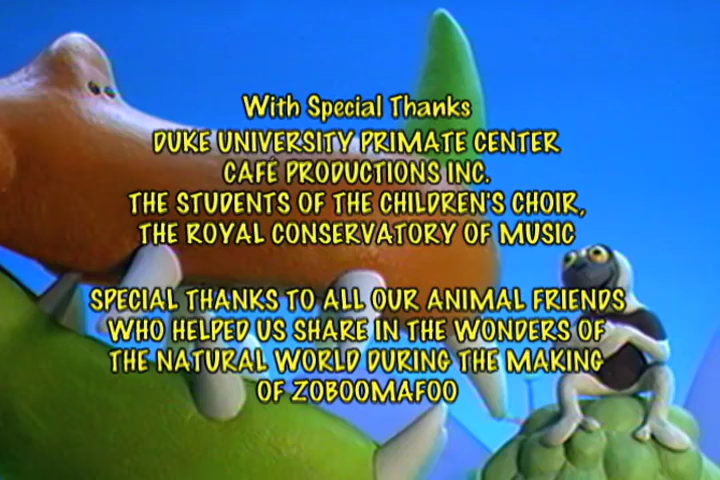 With Special Thanks
DUKE UNIVERSITY PRIMATE CENTER
CAFÉ PRODUCTIONS INC.
THE STUDENTS OF THE CHILDREN'S CHOIR,
THE ROYAL CONSERVATORY OF MUSIC
SPECIAL THANKS TO ALL OUR ANIMAL FRIENDS
WHO HELPED US SHARE IN THE WONDERS OF
THE NATURAL WORLD DURING THE MAKING
OF ZOBOOMAFOO